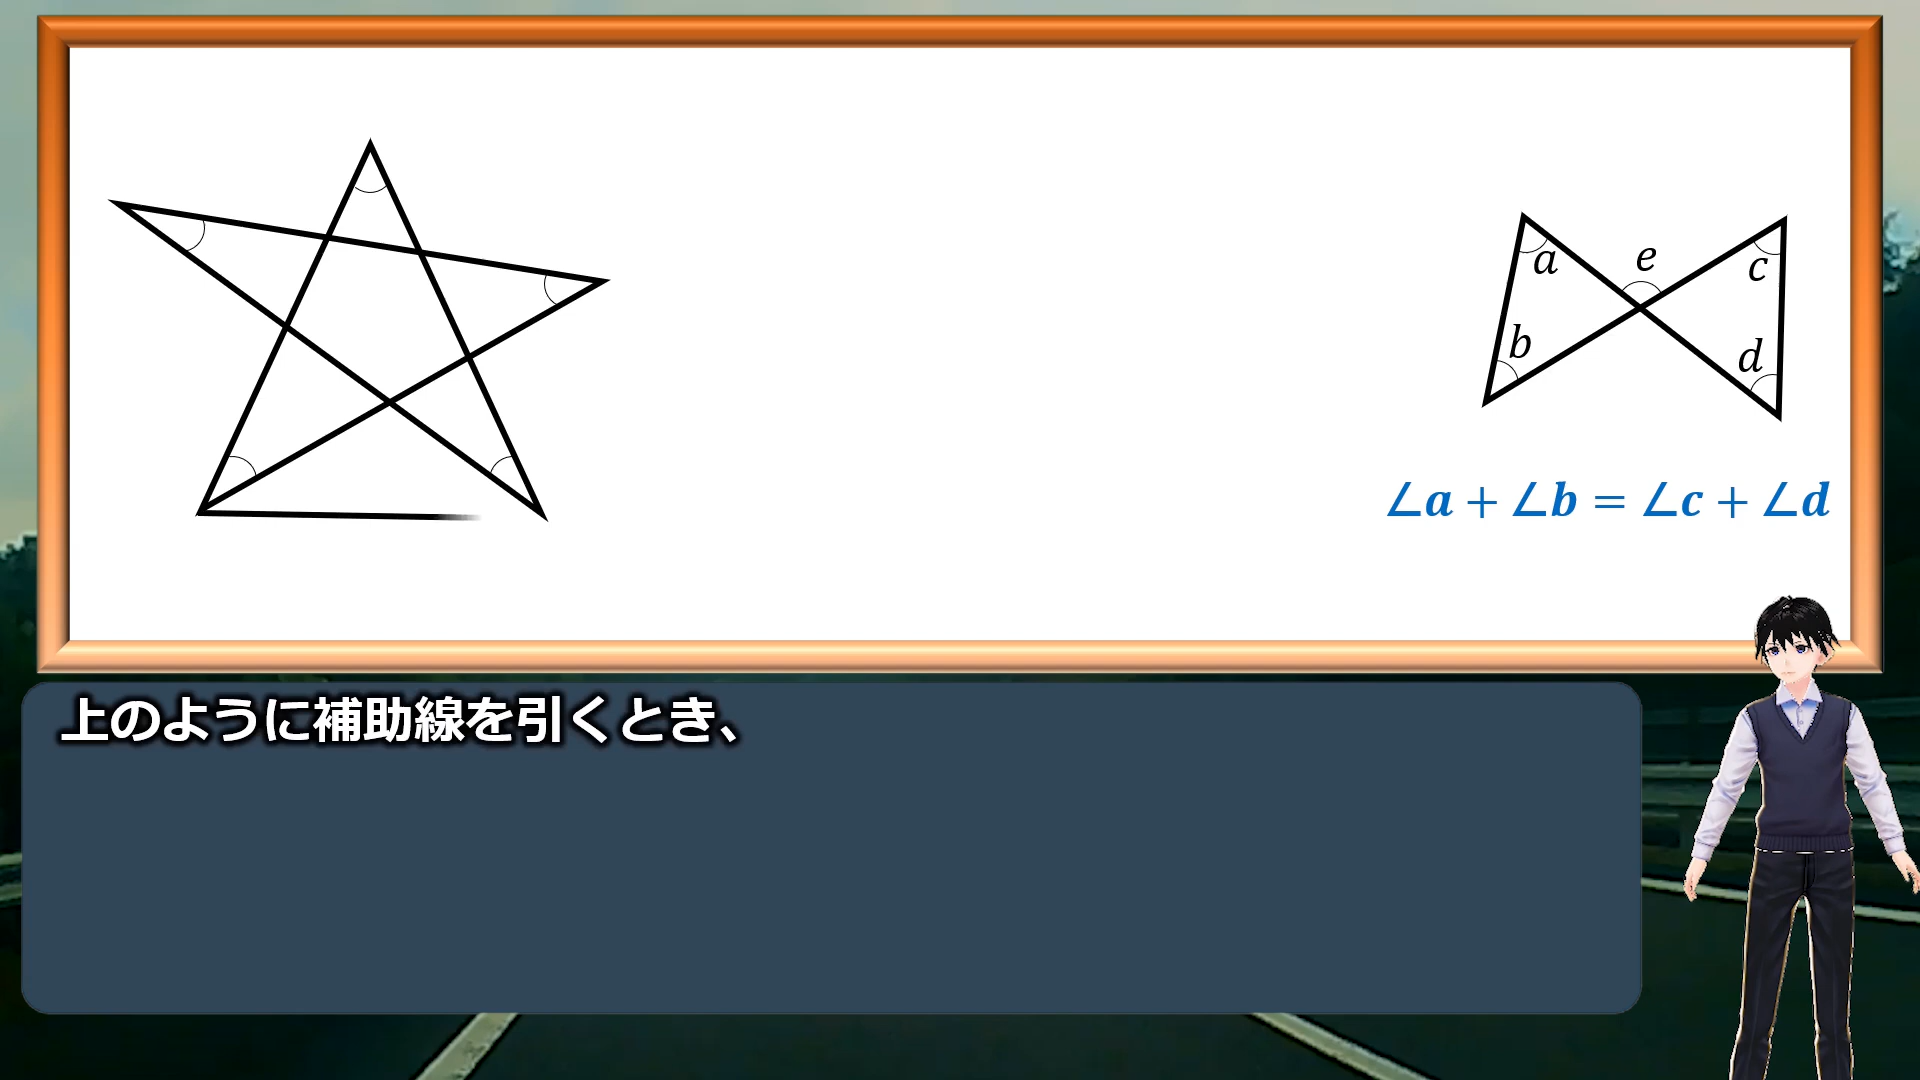 a
e
c
b
d
∠a + ∠b = ∠c + ∠d
上のように補助線を引くとき、